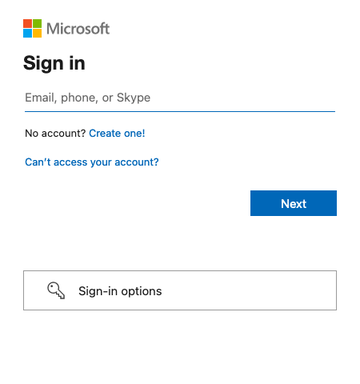 Microsoft
Sign in
Email, phone, or Skype
No account? Create one!
Can't access your account?
Next
Sign-in options